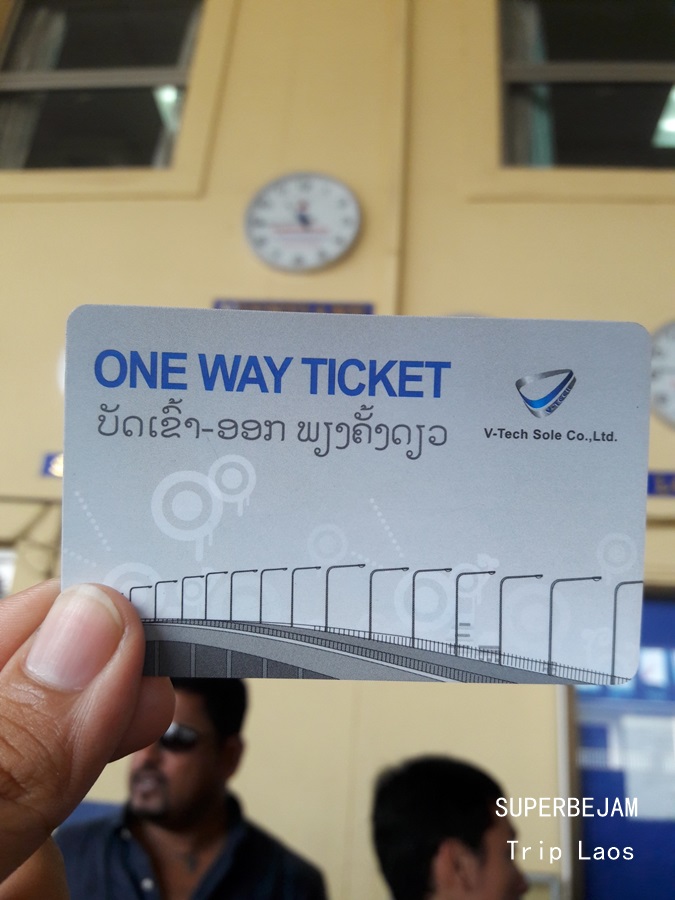 ONE WAY TICKET
ບັດເຂົ້າ-ອອກ ພຽງຄັ້ງດຽວ
V-Tech Sole Co.,Ltd.
SUPERBEJAM
Trip Laos